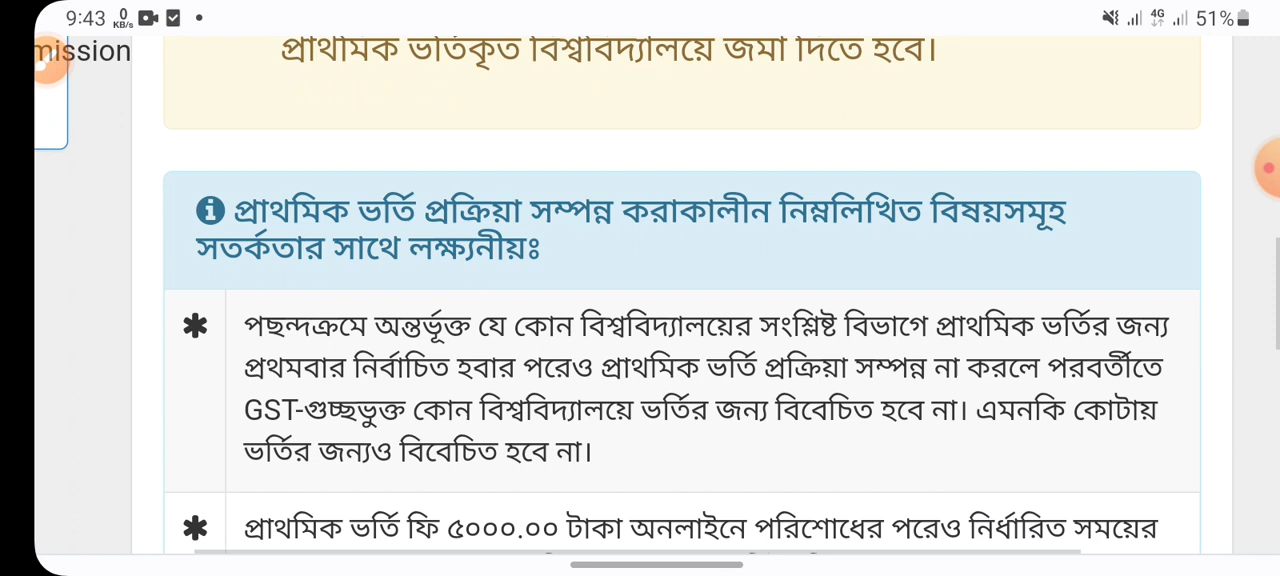 9:43 0 KB/s 4G 51%
mission
প্রাথমিক ভর্তিকৃত বিশ্ববিদ্যালয়ে জমা দিতে হবে।
প্রাথমিক ভর্তি প্রক্রিয়া সম্পন্ন করাকালীন নিম্নলিখিত বিষয়সমূহ
সতর্কতার সাথে লক্ষ্যনীয়ঃ
পছন্দক্রমে অন্তর্ভূক্ত যে কোন বিশ্ববিদ্যালয়ের সংশ্লিষ্ট বিভাগে প্রাথমিক ভর্তির জন্য
প্রথমবার নির্বাচিত হবার পরেও প্রাথমিক ভর্তি প্রক্রিয়া সম্পন্ন না করলে পরবর্তীতে
GST-গুচ্ছভুক্ত কোন বিশ্ববিদ্যালয়ে ভর্তির জন্য বিবেচিত হবে না। এমনকি কোটায়
ভর্তির জন্যও বিবেচিত হবে না।
প্রাথমিক ভর্তি ফি ৫০০০.০০ টাকা অনলাইনে পরিশোধের পরেও নির্ধারিত সময়ের